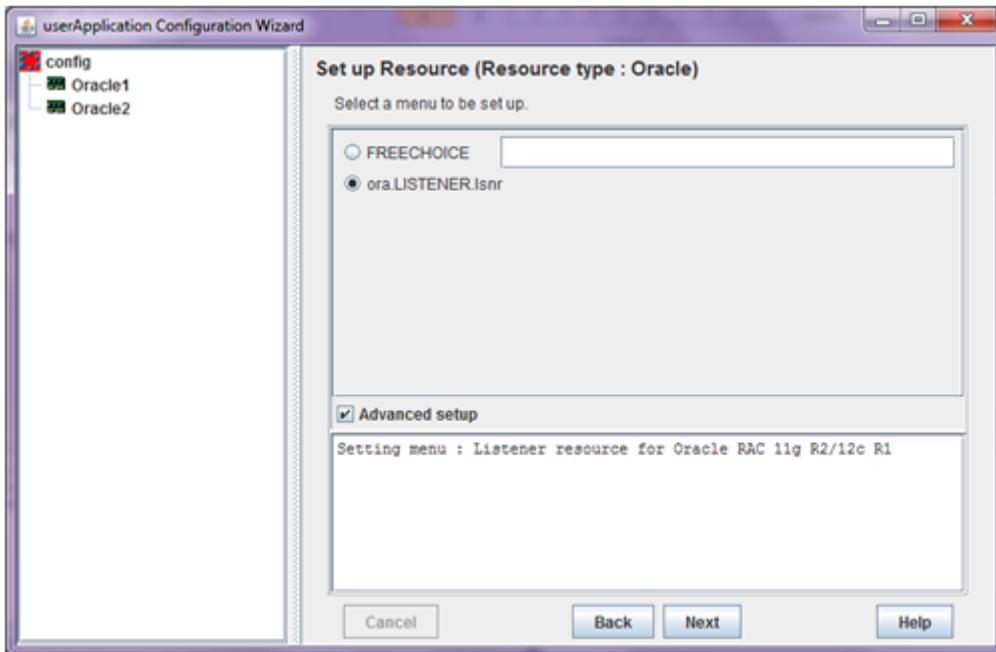 userApplication Configuration Wizard
config
Oracle1
Oracle2
Set up Resource (Resource type : Oracle)
Select a menu to be set up.
FREECHOICE
ora.LISTENER.lsnr
Advanced setup
Setting menu : Listener resource for Oracle RAC 11g R2/12c R1
Cancel
Back
Next
Help